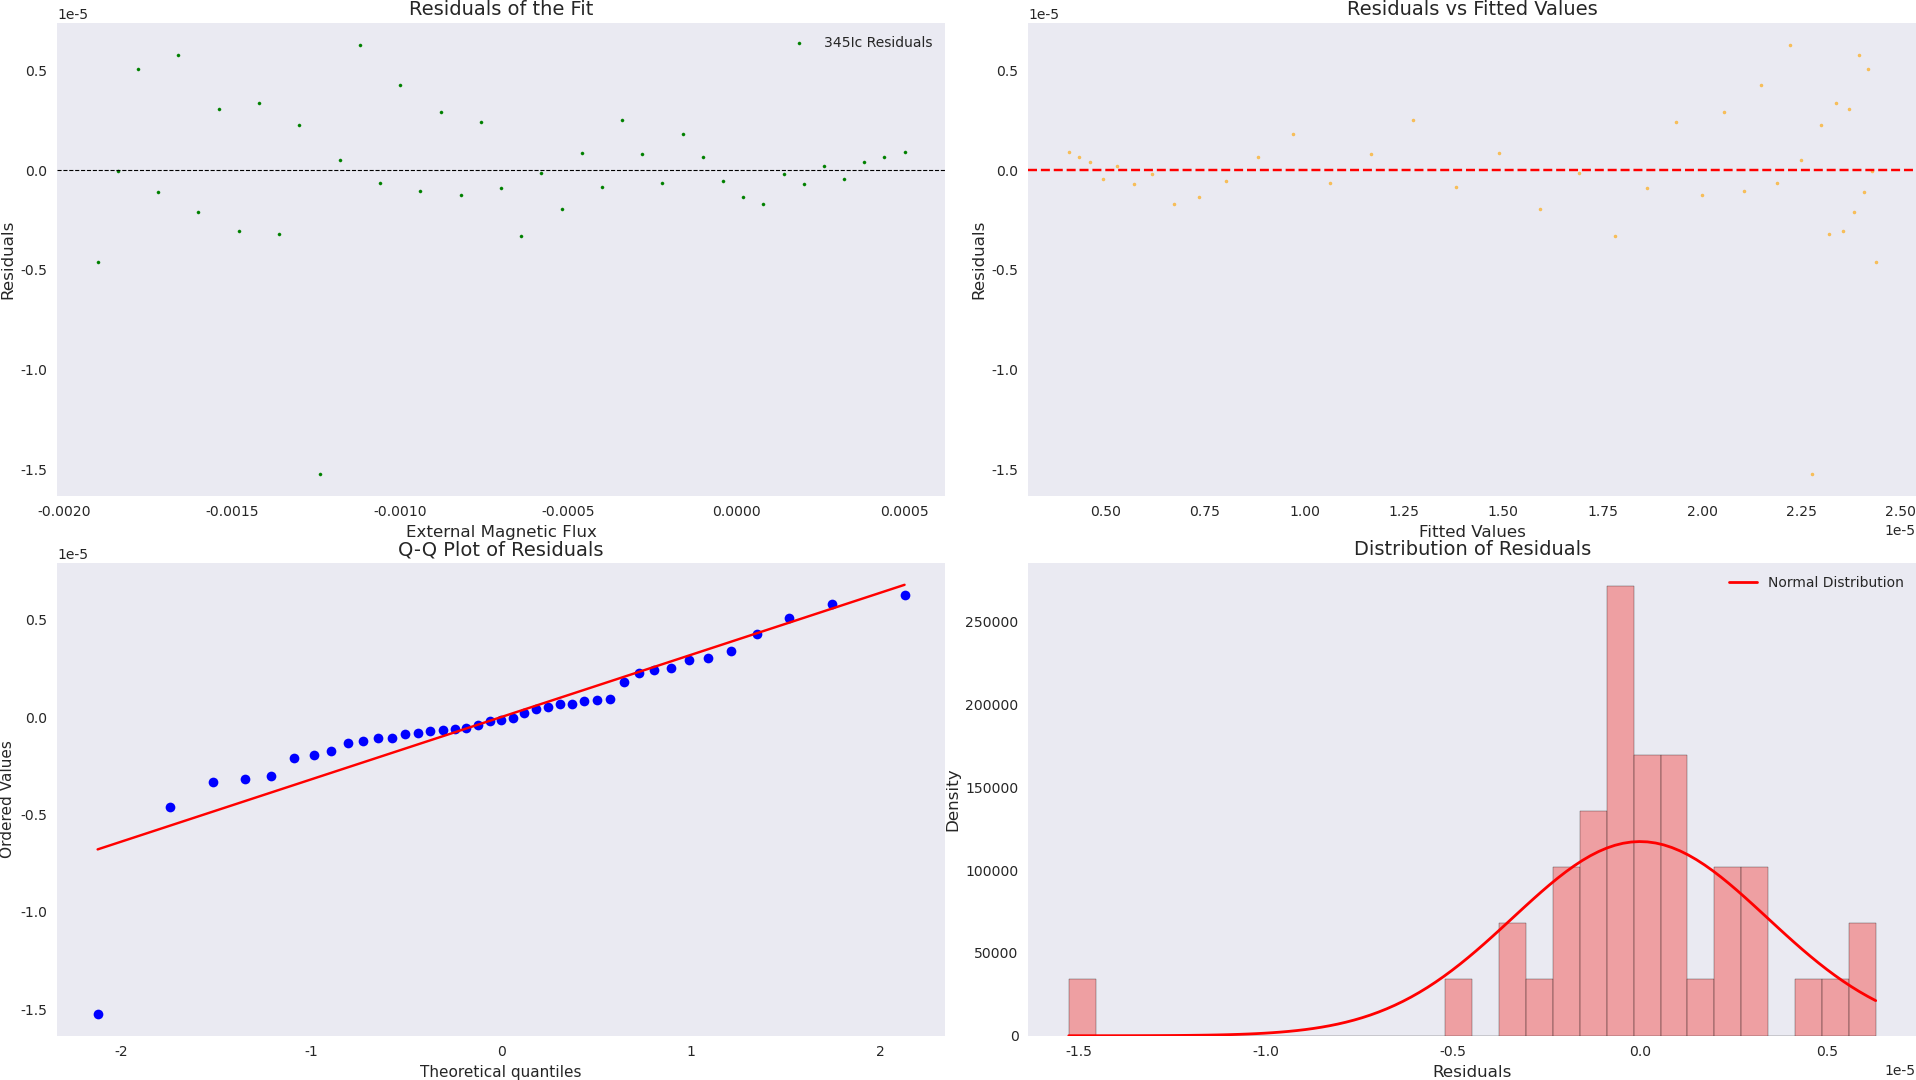 Residuals of the Fit
1e-5
345Ic Residuals
0.5
0.0
-0.5
-1.0
-1.5
Residuals
-0.0020 -0.0015 -0.0010 -0.0005 0.0000 0.0005
External Magnetic Flux
Residuals vs Fitted Values
1e-5
0.5
0.0
-0.5
-1.0
-1.5
Residuals
0.50 0.75 1.00 1.25 1.50 1.75 2.00 2.25 2.50
1e-5
Fitted Values
Q-Q Plot of Residuals
1e-5
0.5
0.0
-0.5
-1.0
-1.5
Ordered Values
-2 -1 0 1 2
Theoretical quantiles
Distribution of Residuals
Normal Distribution
250000
200000
150000
100000
50000
0
Density
-1.5 -1.0 -0.5 0.0 0.5
1e-5
Residuals